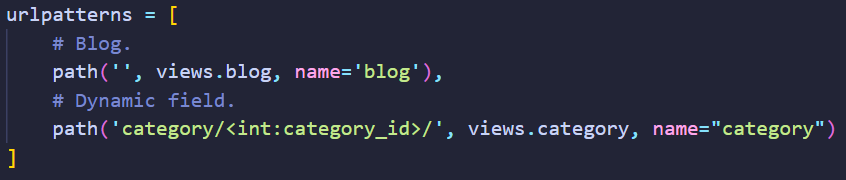 urlpatterns = [
    # Blog.
    path('', views.blog, name='blog'),
    # Dynamic field.
    path('category/<int:category_id>/', views.category, name="category")
]